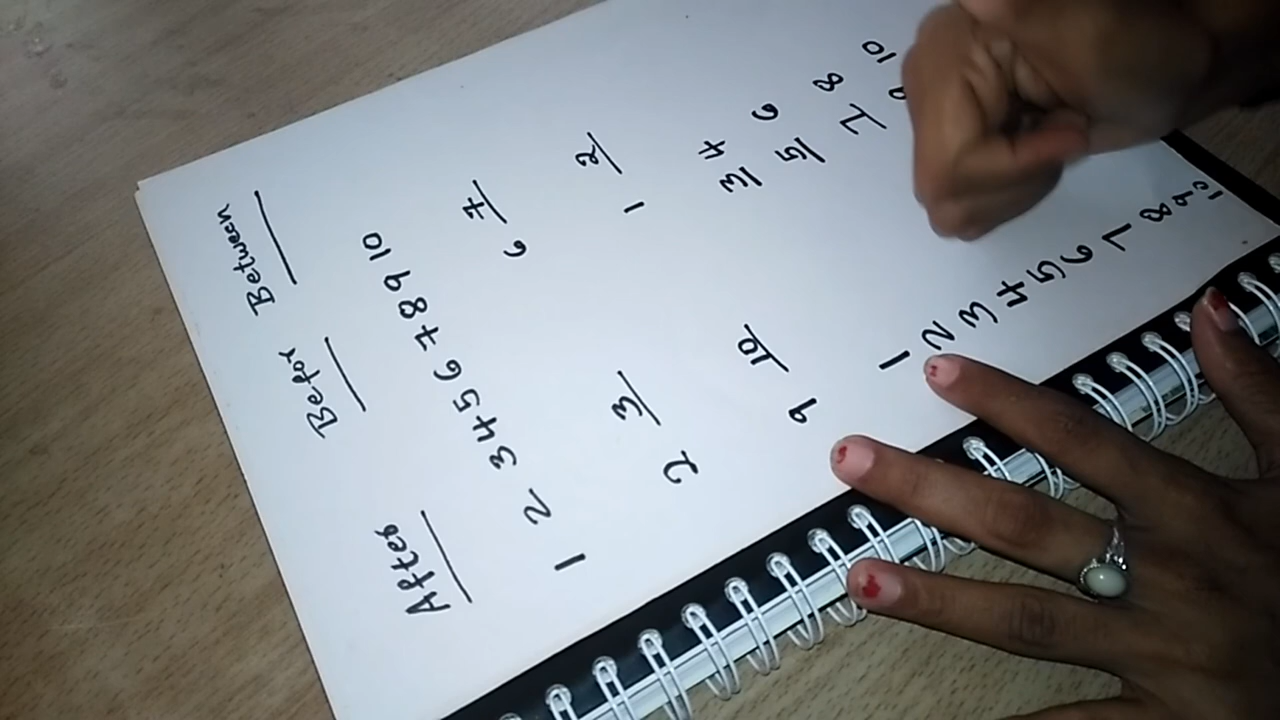 After Befor Between
1 2 3 4 5 6 7 8 9 10
2 3 6 7
9 10 1 2
1 3 4
2 5 6
3 7 8
4 9 10
5
6
7
8
9
10